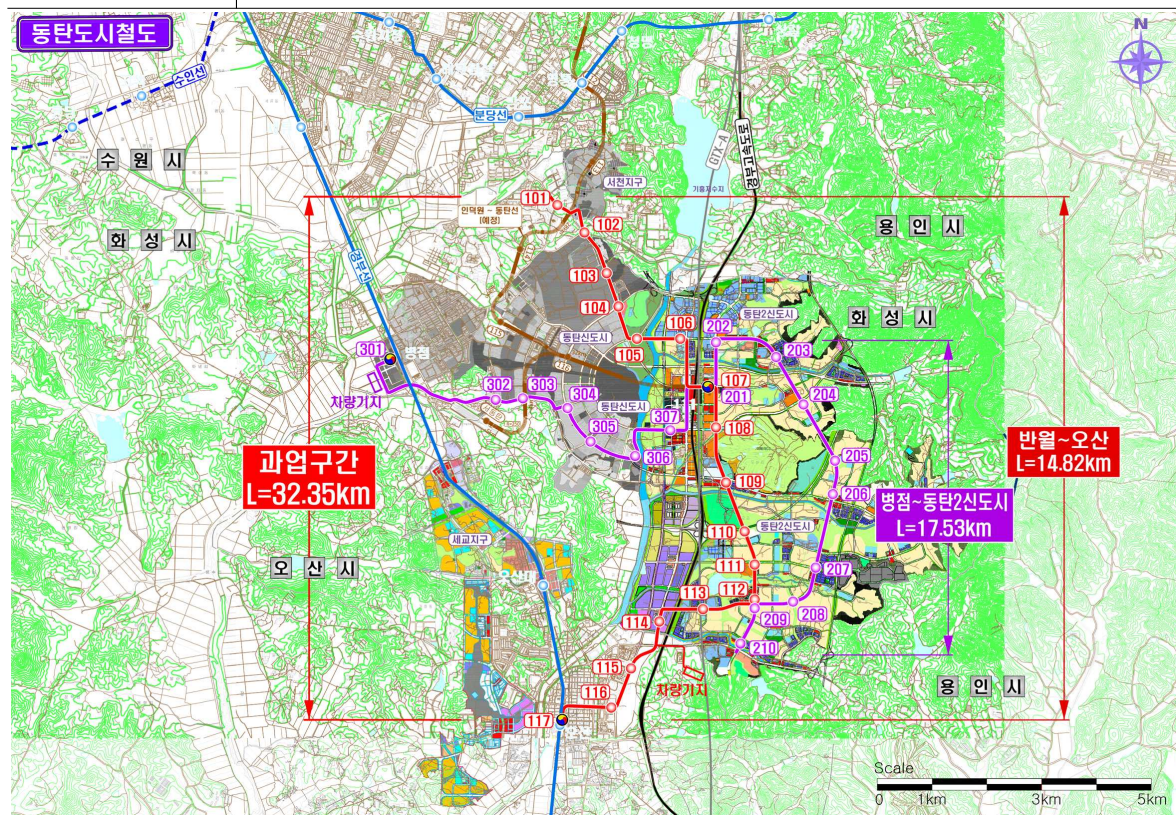 동탄도시철도
N
수인선
분당선
GTX-A
경부고속도로
수 원 시
서천지구
기흥저수지
101
인덕원 - 동탄선
[예정]
102
용 인 시
화 성 시
경부선
103
104
화 성 시
동탄2신도시
106
202
동탄신도시
105
203
301
병점
차량기지
302
303
304
107
201
204
동탄신도시
307
108
305
306
205
반월~오산
L=14.82km
과업구간
L=32.35km
109
206
병점~동탄2신도시
L=17.53km
110
동탄2신도시
세교지구
오 산 시
오산대
111
207
112
113
208
209
114
210
115
차량기지
116
용 인 시
117
Scale
0
1km
3km
5km